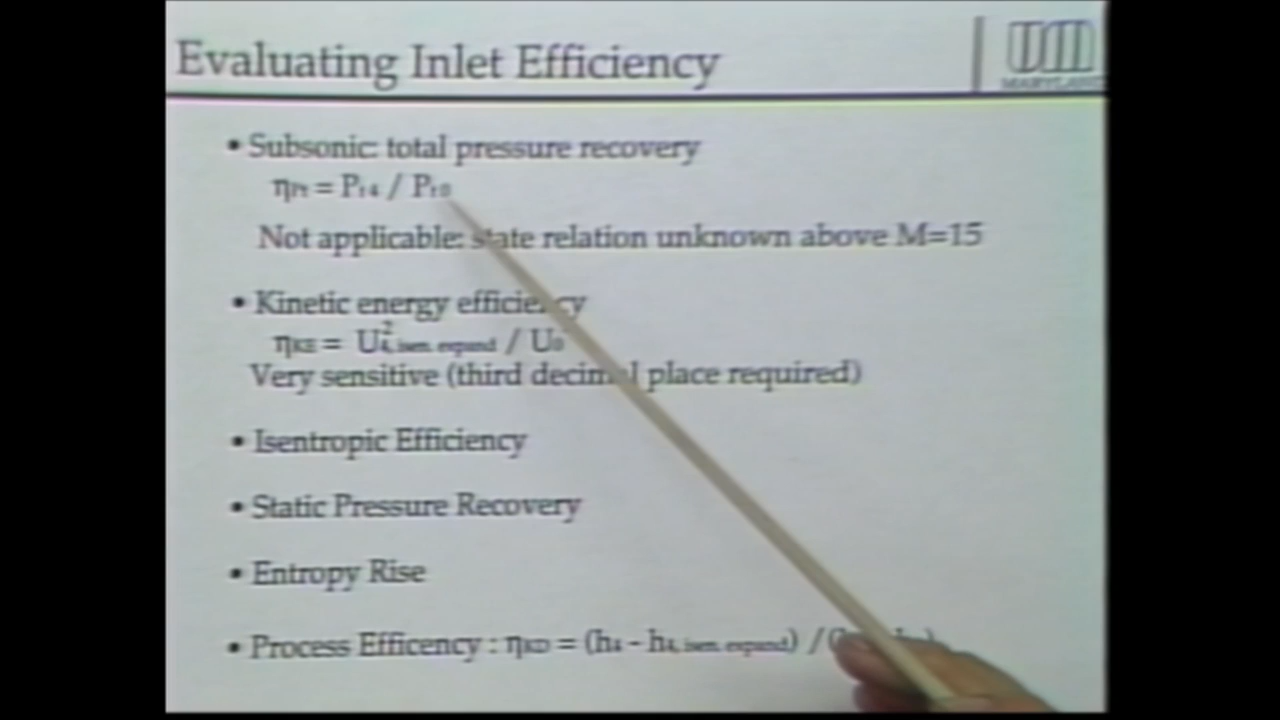 Evaluating Inlet Efficiency
MARYLAND
• Subsonic: total pressure recovery
ηPt = Pt4 / Pt0
Not applicable: state relation unknown above M=15
• Kinetic energy efficiency
ηKE = U²4, isen. expand / U0
Very sensitive (third decimal place required)
• Isentropic Efficiency
• Static Pressure Recovery
• Entropy Rise
• Process Efficency : ηKD = (h4 - h4, isen. expand) /